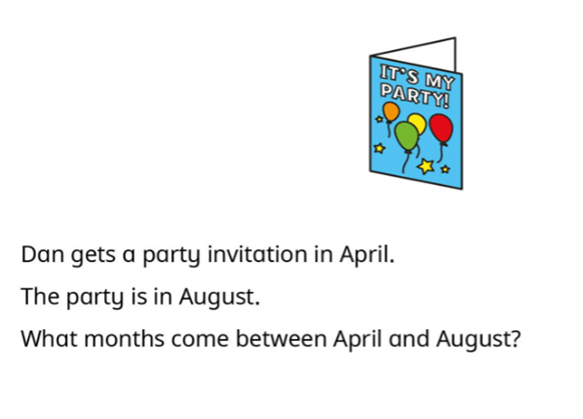 IT'S MY
PARTY!
Dan gets a party invitation in April.
The party is in August.
What months come between April and August?